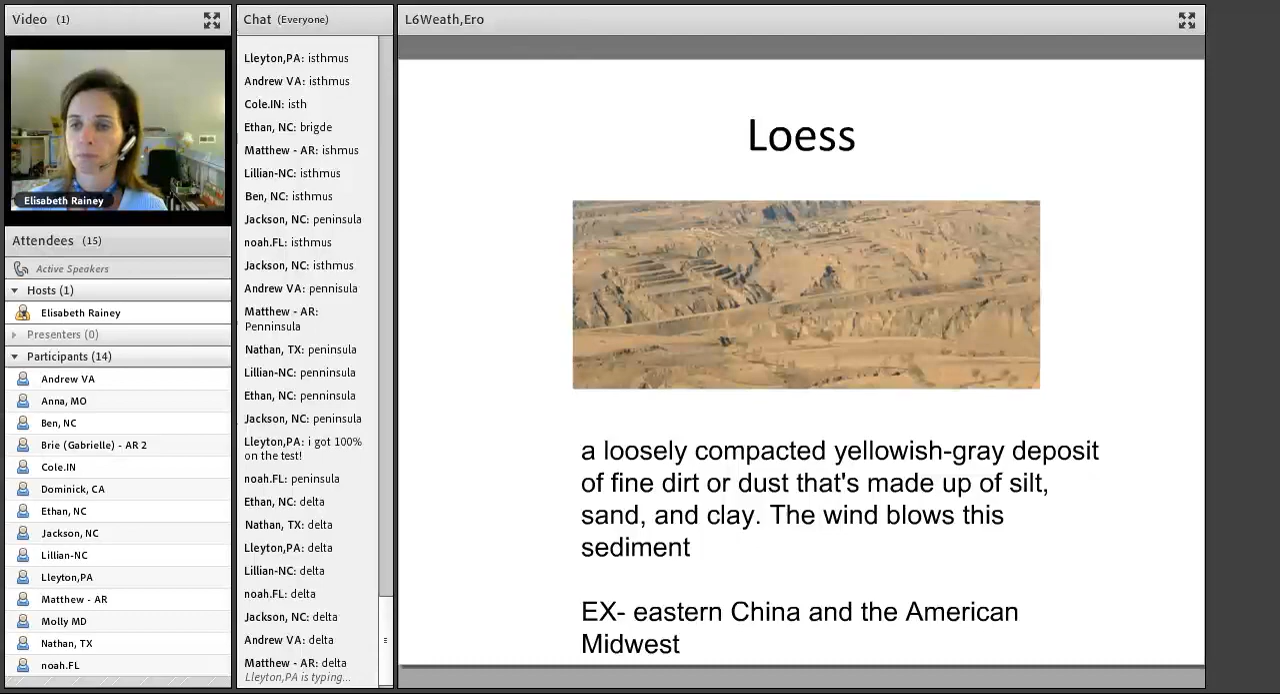 Video (1)
Elisabeth Rainey
Attendees (15)
Active Speakers
Hosts (1)
Elisabeth Rainey
Presenters (0)
Participants (14)
Andrew VA
Anna, MO
Ben, NC
Brie (Gabrielle) - AR 2
Cole.IN
Dominick, CA
Ethan, NC
Jackson, NC
Lillian-NC
Lleyton,PA
Matthew - AR
Molly MD
Nathan, TX
noah.FL
Chat (Everyone)
Lleyton,PA: isthmus
Andrew VA: isthmus
Cole.IN: isth
Ethan, NC: brigde
Matthew - AR: ishmus
Lillian-NC: isthmus
Ben, NC: isthmus
Jackson, NC: peninsula
noah.FL: isthmus
Jackson, NC: isthmus
Andrew VA: pennisula
Matthew - AR:
Penninsula
Nathan, TX: peninsula
Lillian-NC: penninsula
Ethan, NC: penninsula
Jackson, NC: peninsula
Lleyton,PA: i got 100%
on the test!
noah.FL: peninsula
Ethan, NC: delta
Nathan, TX: delta
Lleyton,PA: delta
Lillian-NC: delta
noah.FL: delta
Jackson, NC: delta
Andrew VA: delta
Matthew - AR: delta
Lleyton,PA is typing...
L6Weath,Ero
Loess
a loosely compacted yellowish-gray deposit
of fine dirt or dust that's made up of silt,
sand, and clay. The wind blows this
sediment
EX- eastern China and the American
Midwest